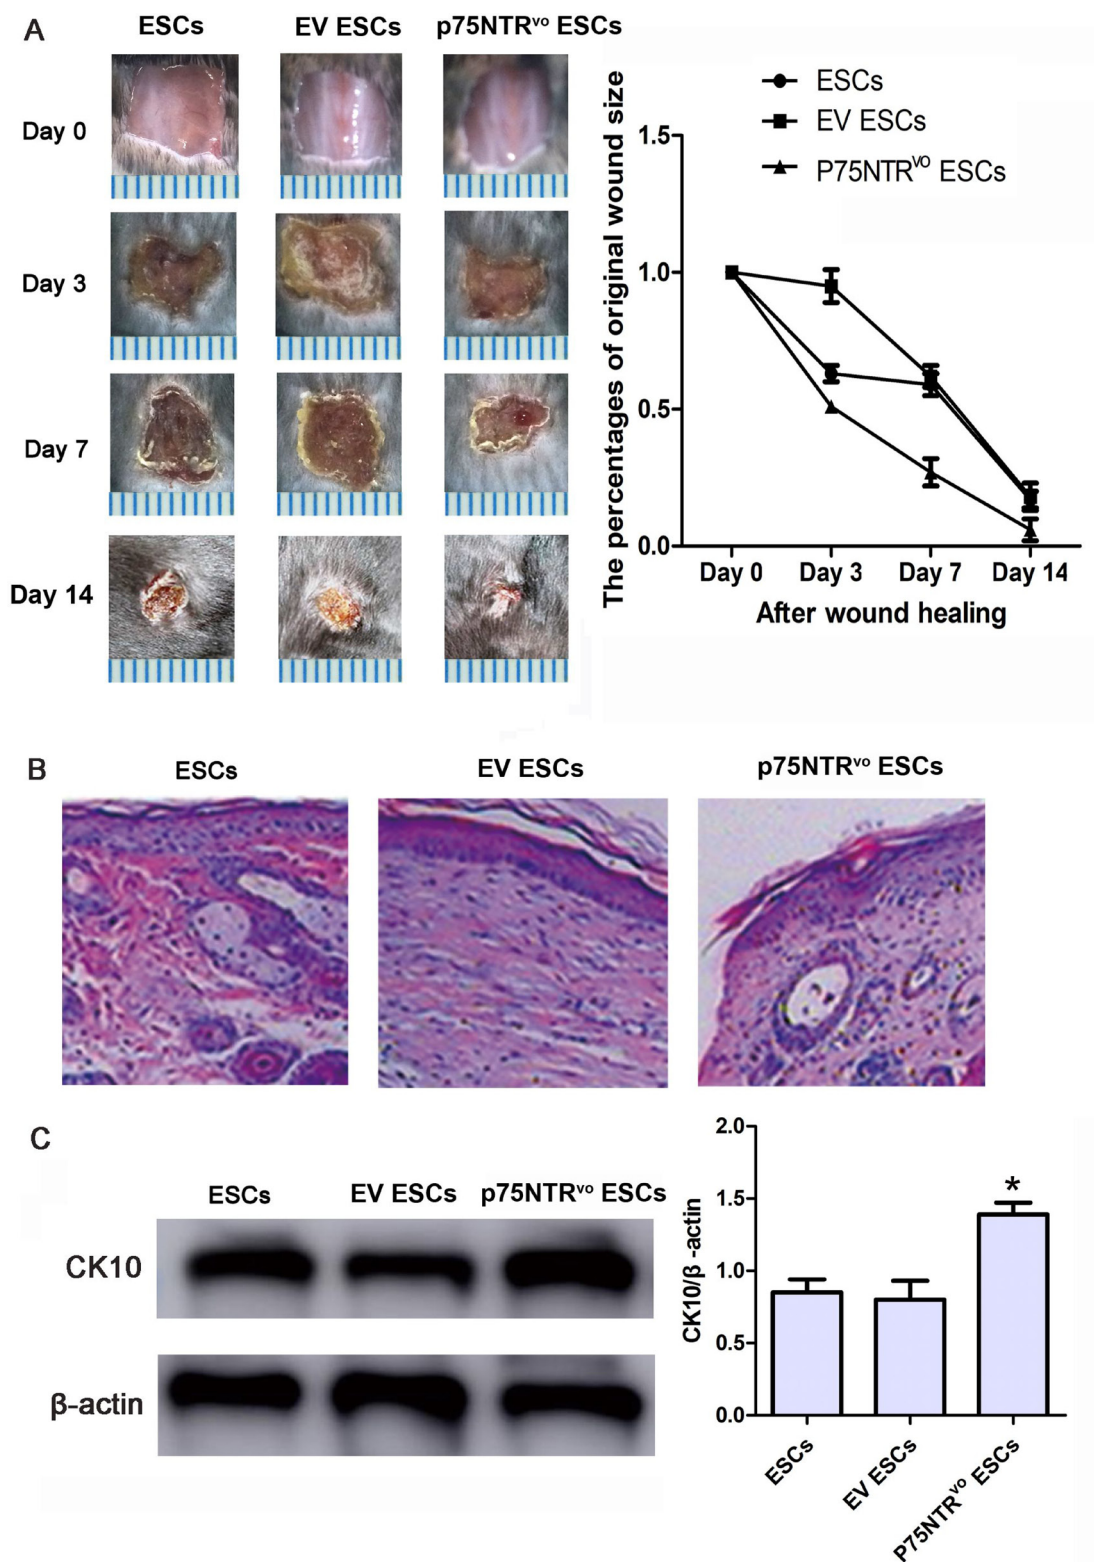 A
ESCs
EV ESCs
p75NTRᵛᵒ ESCs
Day 0
Day 3
Day 7
Day 14
ESCs
EV ESCs
P75NTRⱽᴼ ESCs
The percentages of original wound size
1.5
1.0
0.5
0.0
Day 0 Day 3 Day 7 Day 14
After wound healing
B
ESCs
EV ESCs
p75NTRᵛᵒ ESCs
C
ESCs
EV ESCs
p75NTRᵛᵒ ESCs
CK10
β-actin
CK10/β -actin
2.0
1.5
1.0
0.5
0.0
*
ESCs
EV ESCs
P75NTRᵛᵒ ESCs